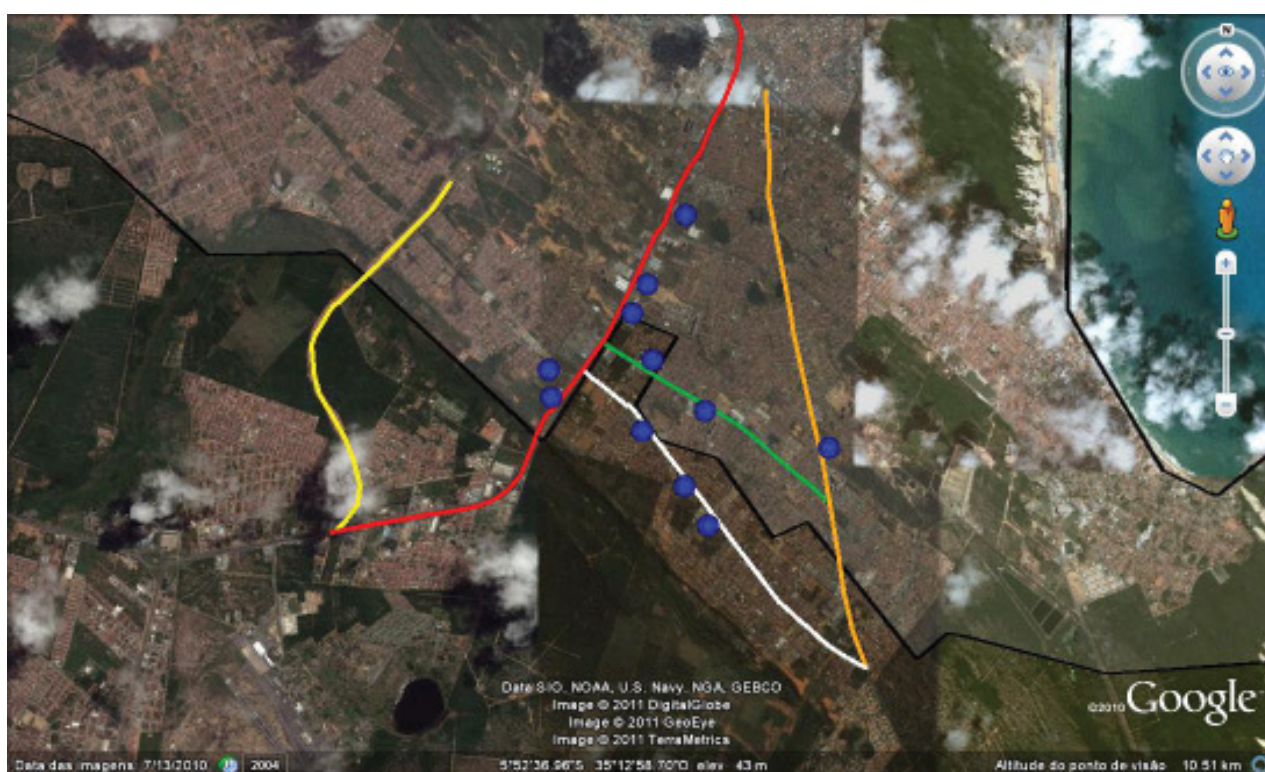 N
Data SIO, NOAA, U.S. Navy, NGA, GEBCO
Image © 2011 DigitalGlobe
Image © 2011 GeoEye
Image © 2011 TerraMetrics
©2010 Google
Data das imagens: 7/13/2010 2004 5°52'36.96"S 35°12'58.70"O elev 43 m Altitude do ponto de visão 10.51 km